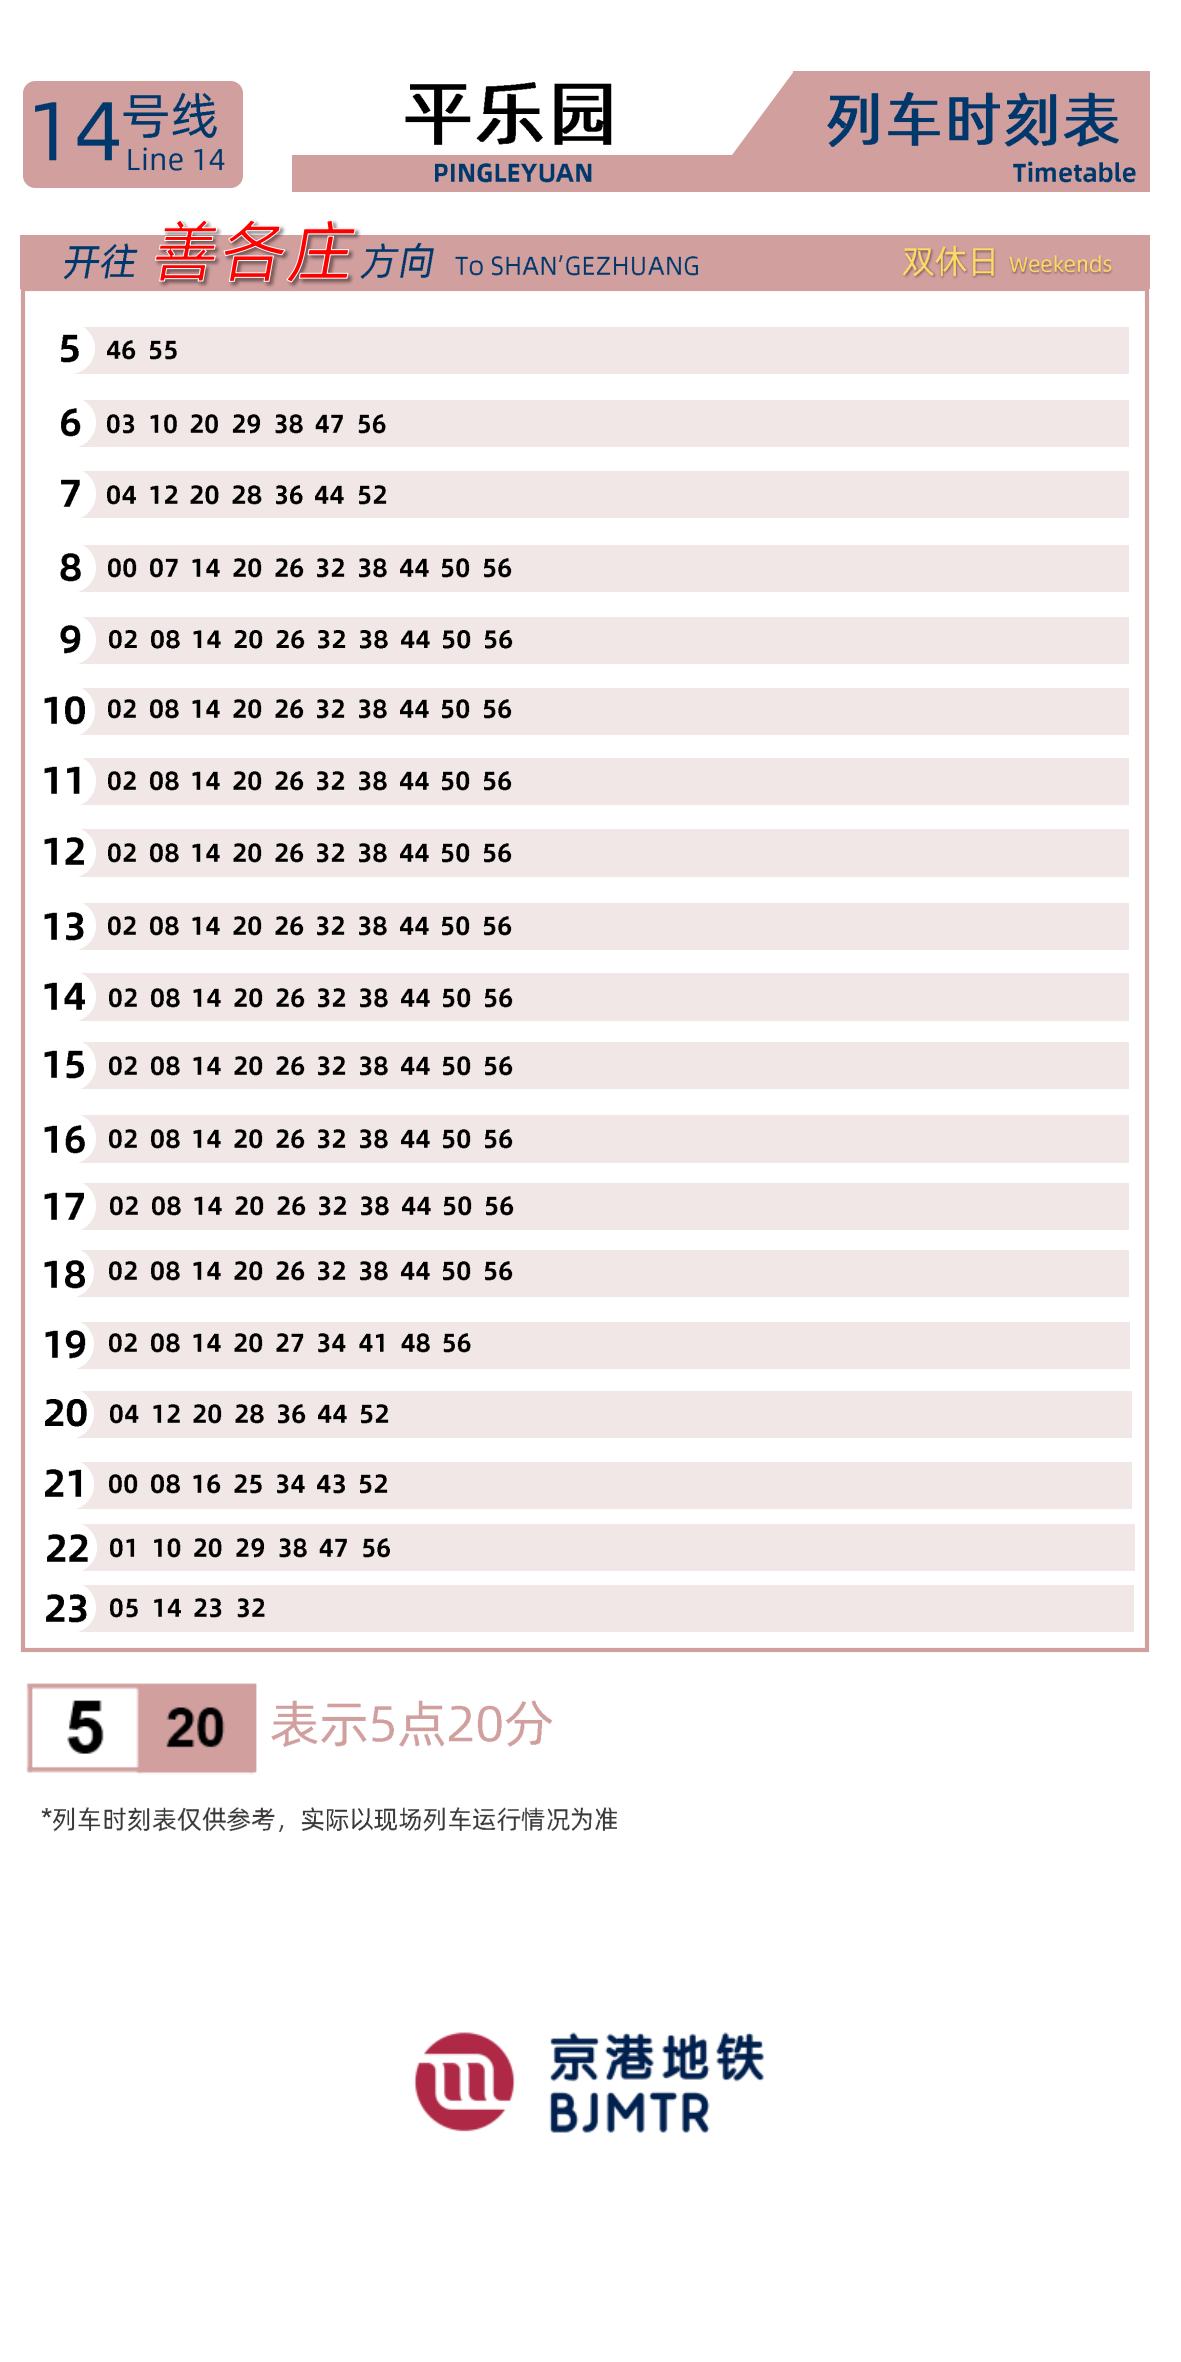 14号线
Line 14
平乐园
PINGLEYUAN
列车时刻表
Timetable
开往 善各庄 方向 To SHAN'GEZHUANG 双休日 Weekends
5 46 55
6 03 10 20 29 38 47 56
7 04 12 20 28 36 44 52
8 00 07 14 20 26 32 38 44 50 56
9 02 08 14 20 26 32 38 44 50 56
10 02 08 14 20 26 32 38 44 50 56
11 02 08 14 20 26 32 38 44 50 56
12 02 08 14 20 26 32 38 44 50 56
13 02 08 14 20 26 32 38 44 50 56
14 02 08 14 20 26 32 38 44 50 56
15 02 08 14 20 26 32 38 44 50 56
16 02 08 14 20 26 32 38 44 50 56
17 02 08 14 20 26 32 38 44 50 56
18 02 08 14 20 26 32 38 44 50 56
19 02 08 14 20 27 34 41 48 56
20 04 12 20 28 36 44 52
21 00 08 16 25 34 43 52
22 01 10 20 29 38 47 56
23 05 14 23 32
5 20 表示5点20分
*列车时刻表仅供参考，实际以现场列车运行情况为准
京港地铁
BJMTR